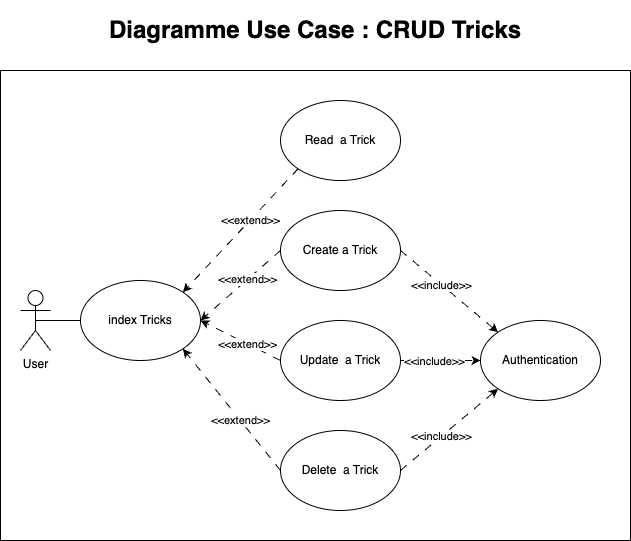 Diagramme Use Case : CRUD Tricks
Read a Trick
<<extend>>
Create a Trick
<<extend>>
<<include>>
index Tricks
User
<<extend>>
Update a Trick
<<include>>
Authentication
<<extend>>
<<include>>
Delete a Trick